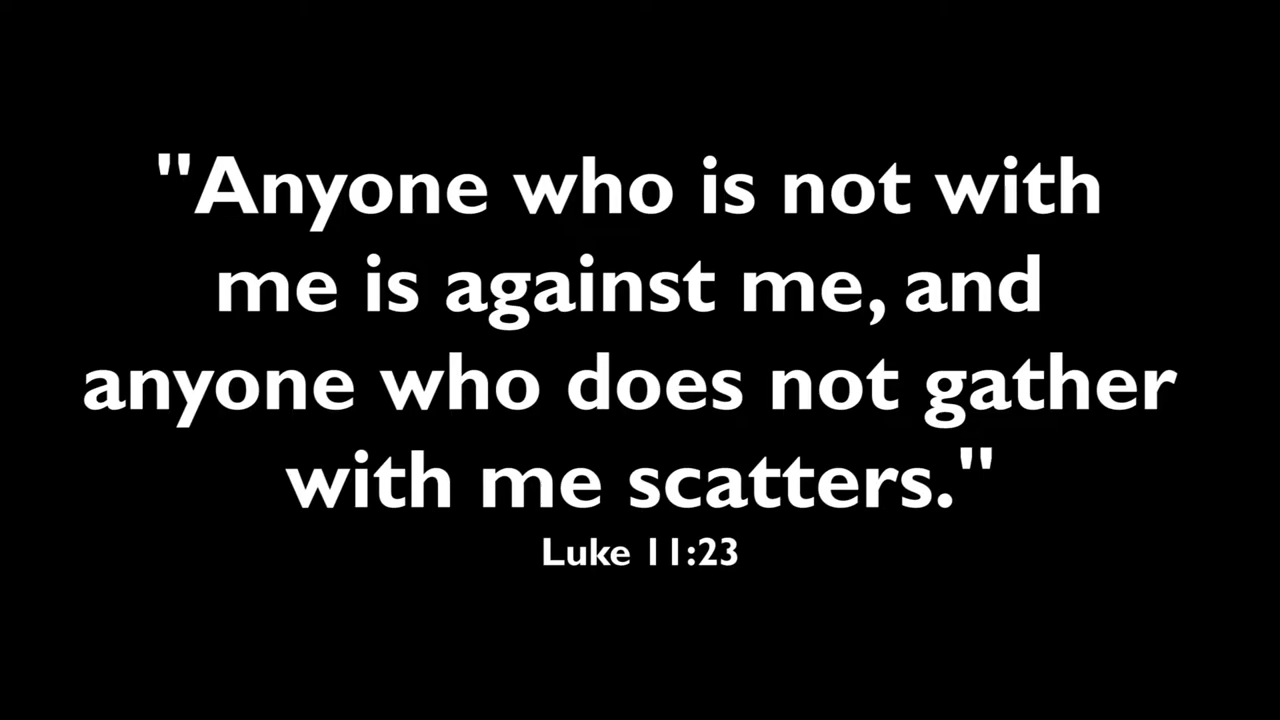 "Anyone who is not with
me is against me, and
anyone who does not gather
with me scatters."
Luke 11:23